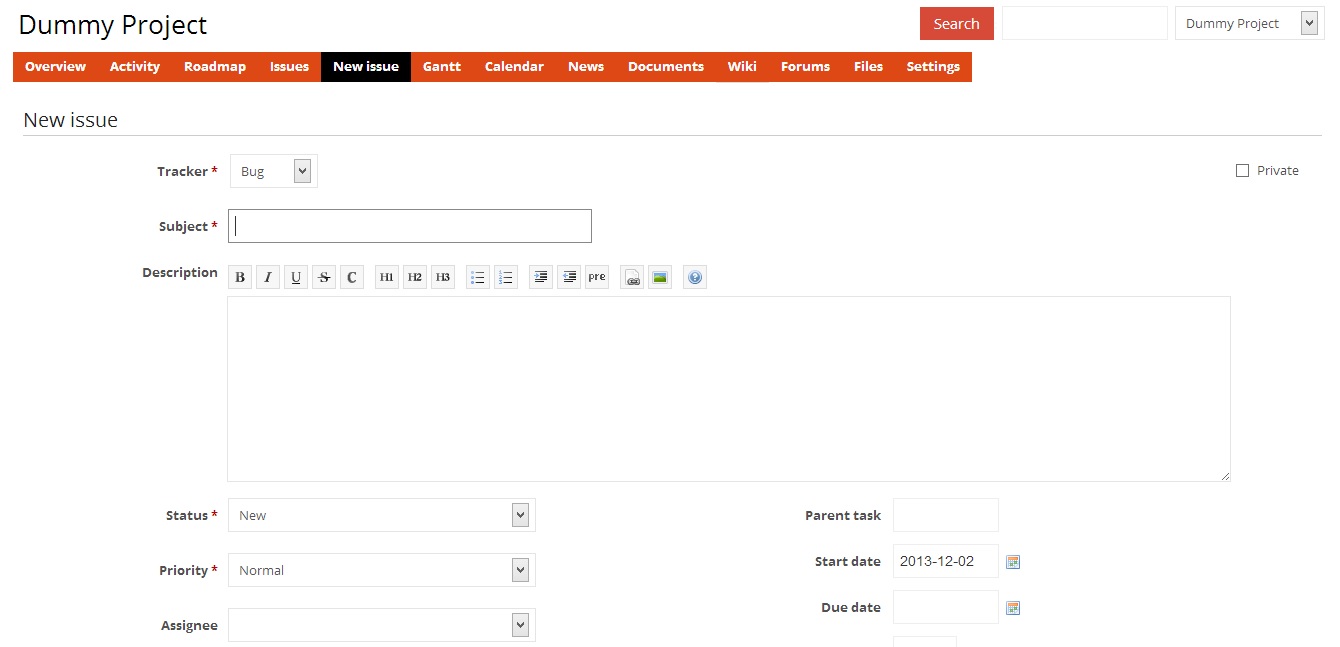 Dummy Project
Search
Dummy Project
Overview Activity Roadmap Issues New issue Gantt Calendar News Documents Wiki Forums Files Settings
New issue
Tracker * Bug
Private
Subject *
Description B I U S C H1 H2 H3 pre
Status * New
Parent task
Priority * Normal
Start date 2013-12-02
Due date
Assignee